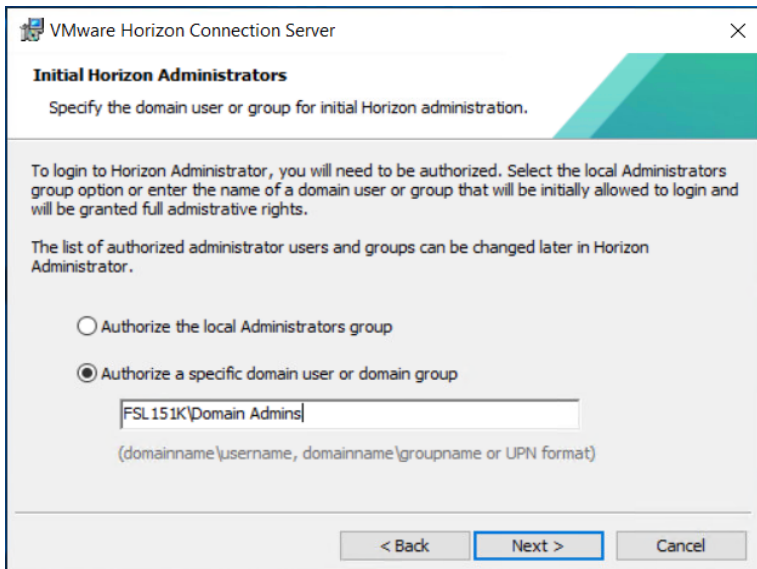 VMware Horizon Connection Server
Initial Horizon Administrators
Specify the domain user or group for initial Horizon administration.
To login to Horizon Administrator, you will need to be authorized. Select the local Administrators
group option or enter the name of a domain user or group that will be initially allowed to login and
will be granted full admistrative rights.
The list of authorized administrator users and groups can be changed later in Horizon
Administrator.
Authorize the local Administrators group
Authorize a specific domain user or domain group
FSL151K\Domain Admins
(domainname\username, domainname\groupname or UPN format)
< Back
Next >
Cancel